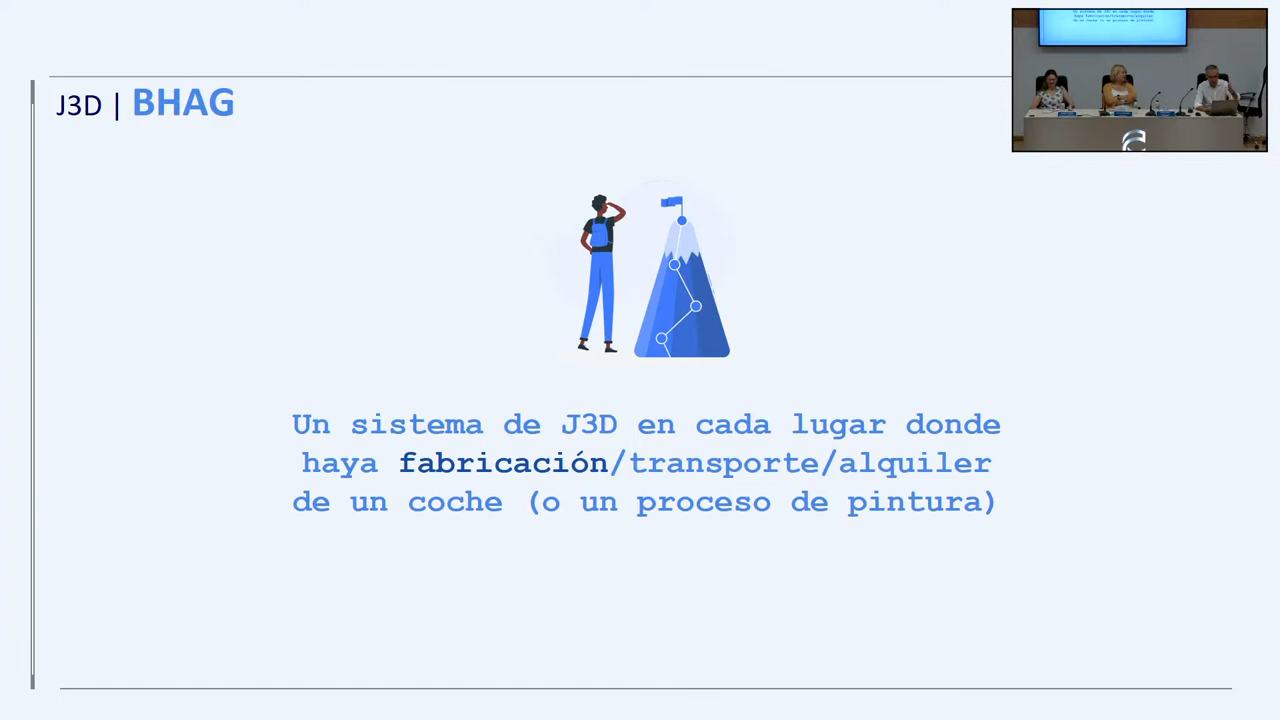 J3D | BHAG
Un sistema de J3D en cada lugar donde
haya fabricación/transporte/alquiler
de un coche (o un proceso de pintura)